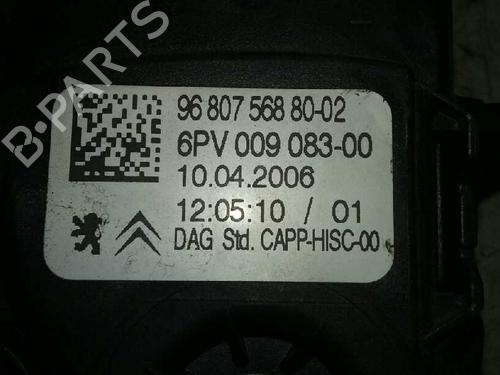 B-PARTS
96 807 568 80-02
6PV 009 083-00
10.04.2006
12:05:10 / 01
DAG Std. CAPP-HISC-00